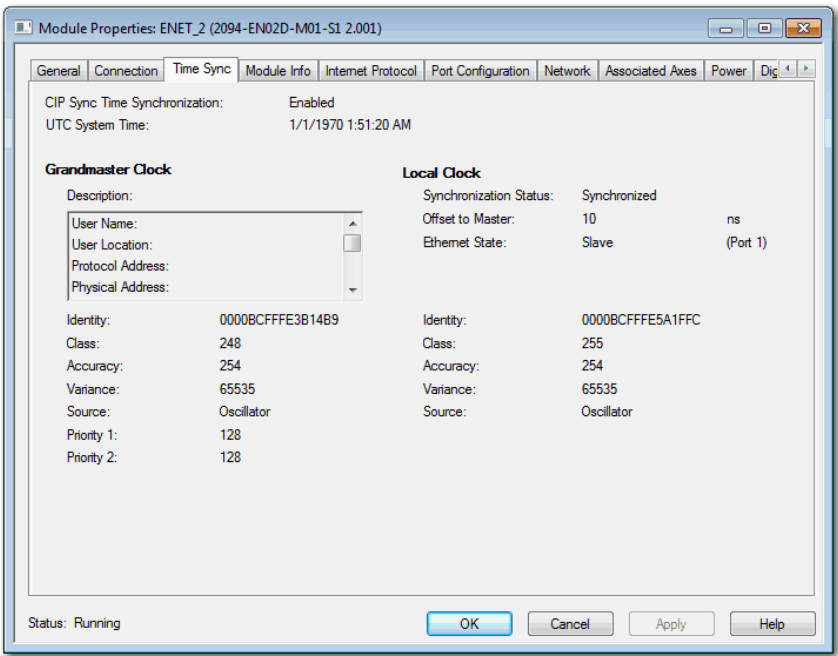 Module Properties: ENET_2 (2094-EN02D-M01-S1 2.001)
General Connection Time Sync Module Info Internet Protocol Port Configuration Network Associated Axes Power Dig
CIP Sync Time Synchronization: Enabled
UTC System Time: 1/1/1970 1:51:20 AM
Grandmaster Clock
Description:
User Name:
User Location:
Protocol Address:
Physical Address:
Identity: 0000BCFFFE3B14B9
Class: 248
Accuracy: 254
Variance: 65535
Source: Oscillator
Priority 1: 128
Priority 2: 128
Local Clock
Synchronization Status: Synchronized
Offset to Master: 10 ns
Ethernet State: Slave (Port 1)
Identity: 0000BCFFFE5A1FFC
Class: 255
Accuracy: 254
Variance: 65535
Source: Oscillator
Status: Running
OK Cancel Apply Help